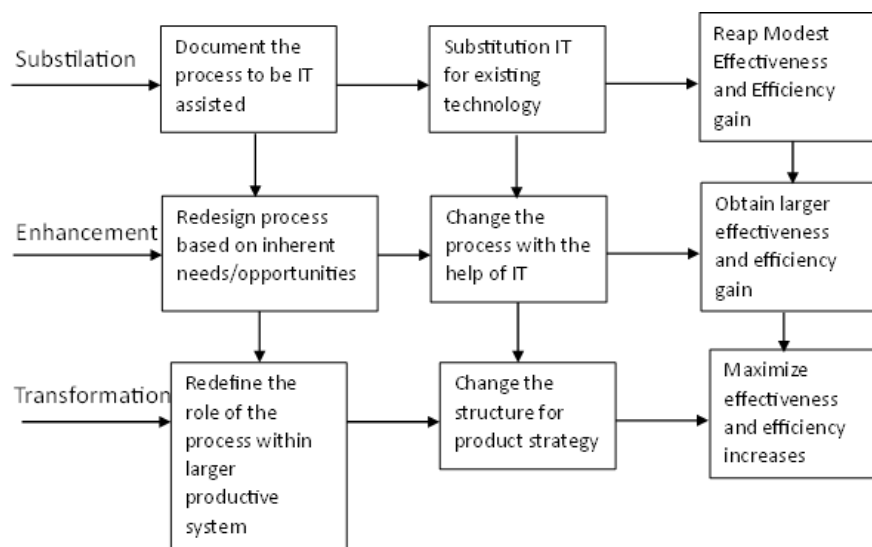 Substilation
Document the
process to be IT
assisted
Substitution IT
for existing
technology
Reap Modest
Effectiveness
and Efficiency
gain
Enhancement
Redesign process
based on inherent
needs/opportunities
Change the
process with the
help of IT
Obtain larger
effectiveness
and efficiency
gain
Transformation
Redefine the
role of the
process within
larger
productive
system
Change the
structure for
product strategy
Maximize
effectiveness
and efficiency
increases